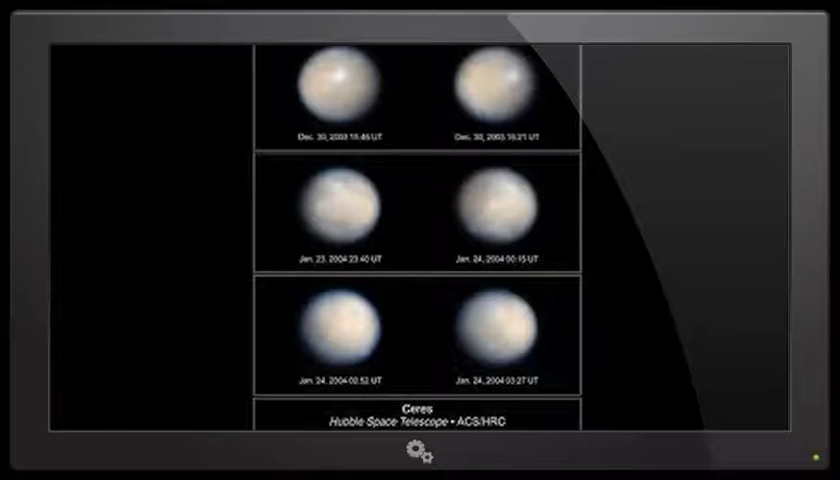 Dec. 30, 2003 15:46 UT
Dec. 30, 2003 16:21 UT
Jan. 23, 2004 23:40 UT
Jan. 24, 2004 00:15 UT
Jan. 24, 2004 02:52 UT
Jan. 24, 2004 03:27 UT
Ceres
Hubble Space Telescope • ACS/HRC